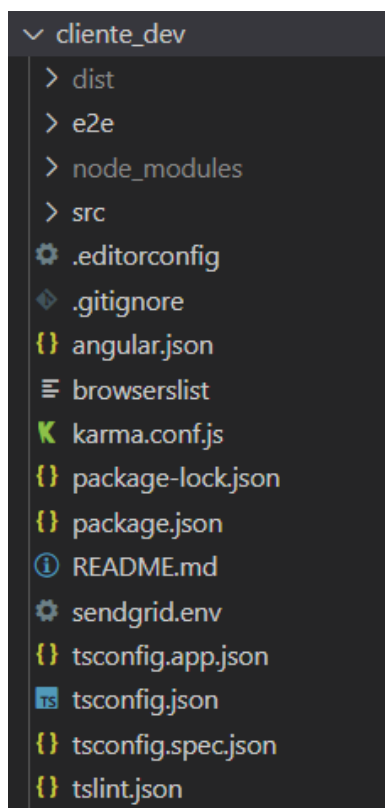 cliente_dev
dist
e2e
node_modules
src
.editorconfig
.gitignore
{} angular.json
browserslist
K karma.conf.js
{} package-lock.json
{} package.json
README.md
sendgrid.env
{} tsconfig.app.json
TS tsconfig.json
{} tsconfig.spec.json
{} tslint.json